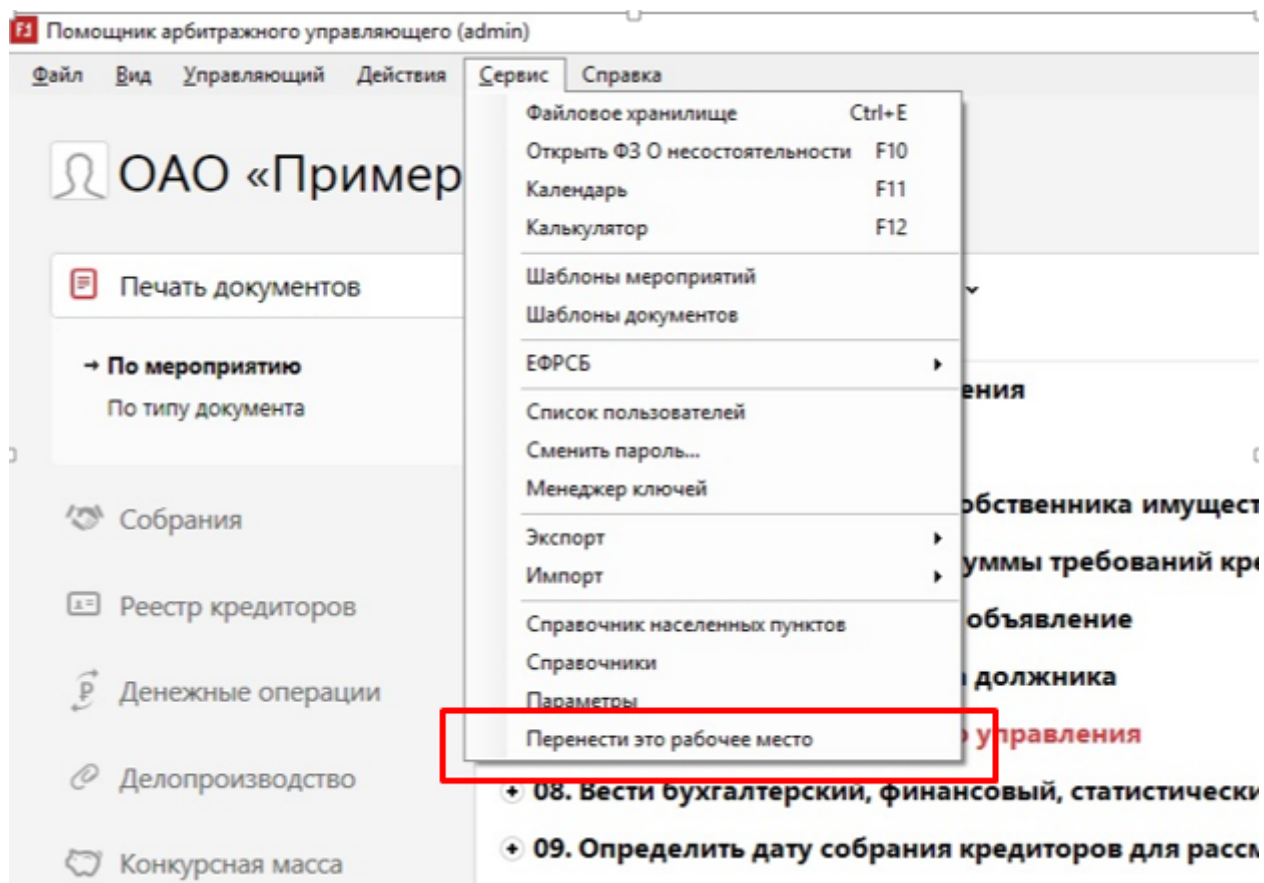 Помощник арбитражного управляющего (admin)
Файл Вид Управляющий Действия Сервис Справка
ОАО «Пример
Печать документов
→ По мероприятию
По типу документа
Собрания
Реестр кредиторов
Денежные операции
Делопроизводство
Конкурсная масса
Файловое хранилище Ctrl+E
Открыть ФЗ О несостоятельности F10
Календарь F11
Калькулятор F12
Шаблоны мероприятий
Шаблоны документов
ЕФРСБ
Список пользователей
Сменить пароль...
Менеджер ключей
Экспорт
Импорт
Справочник населенных пунктов
Справочники
Параметры
Перенести это рабочее место
ения
обственника имущест
уммы требований кре
объявление
должника
управления
08. Вести бухгалтерский, финансовый, статистически
09. Определить дату собрания кредиторов для рассм